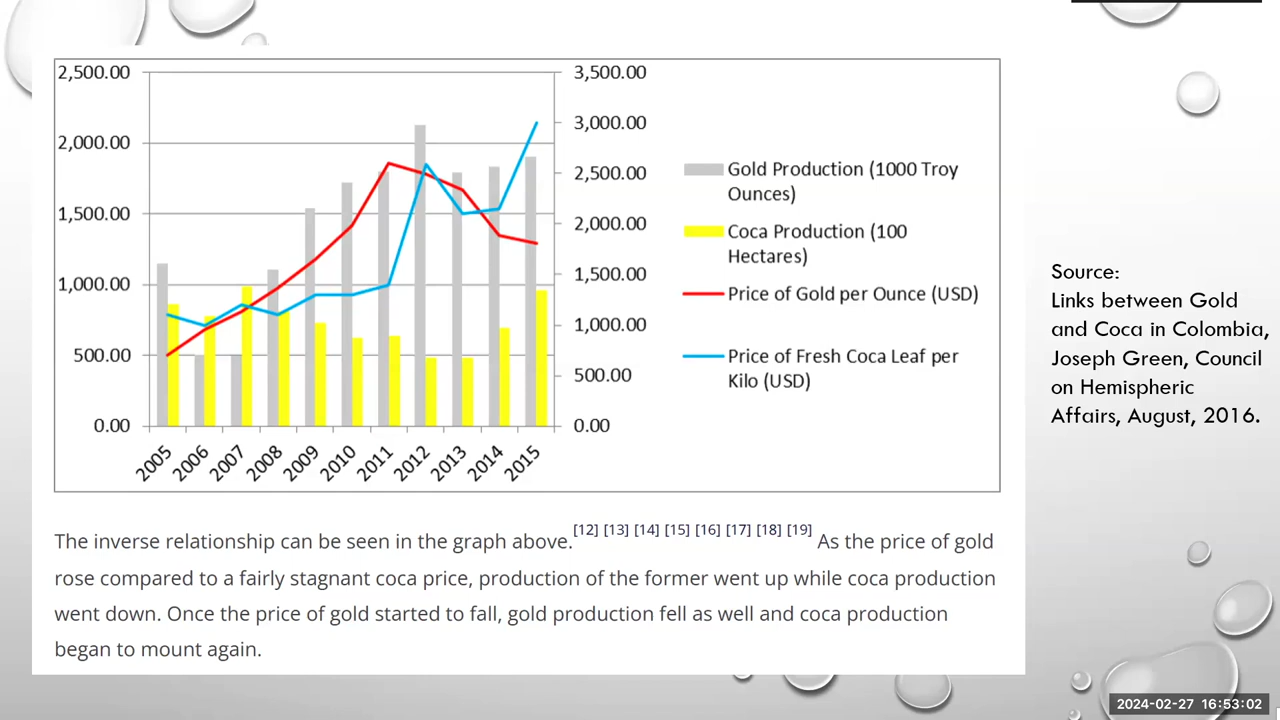 2,500.00
2,000.00
1,500.00
1,000.00
500.00
0.00
3,500.00
3,000.00
2,500.00
2,000.00
1,500.00
1,000.00
500.00
0.00
2005
2006
2007
2008
2009
2010
2011
2012
2013
2014
2015
Gold Production (1000 Troy
Ounces)
Coca Production (100
Hectares)
Price of Gold per Ounce (USD)
Price of Fresh Coca Leaf per
Kilo (USD)
Source:
Links between Gold
and Coca in Colombia,
Joseph Green, Council
on Hemispheric
Affairs, August, 2016.
The inverse relationship can be seen in the graph above.[12] [13] [14] [15] [16] [17] [18] [19] As the price of gold
rose compared to a fairly stagnant coca price, production of the former went up while coca production
went down. Once the price of gold started to fall, gold production fell as well and coca production
began to mount again.
2024-02-27 16:53:02